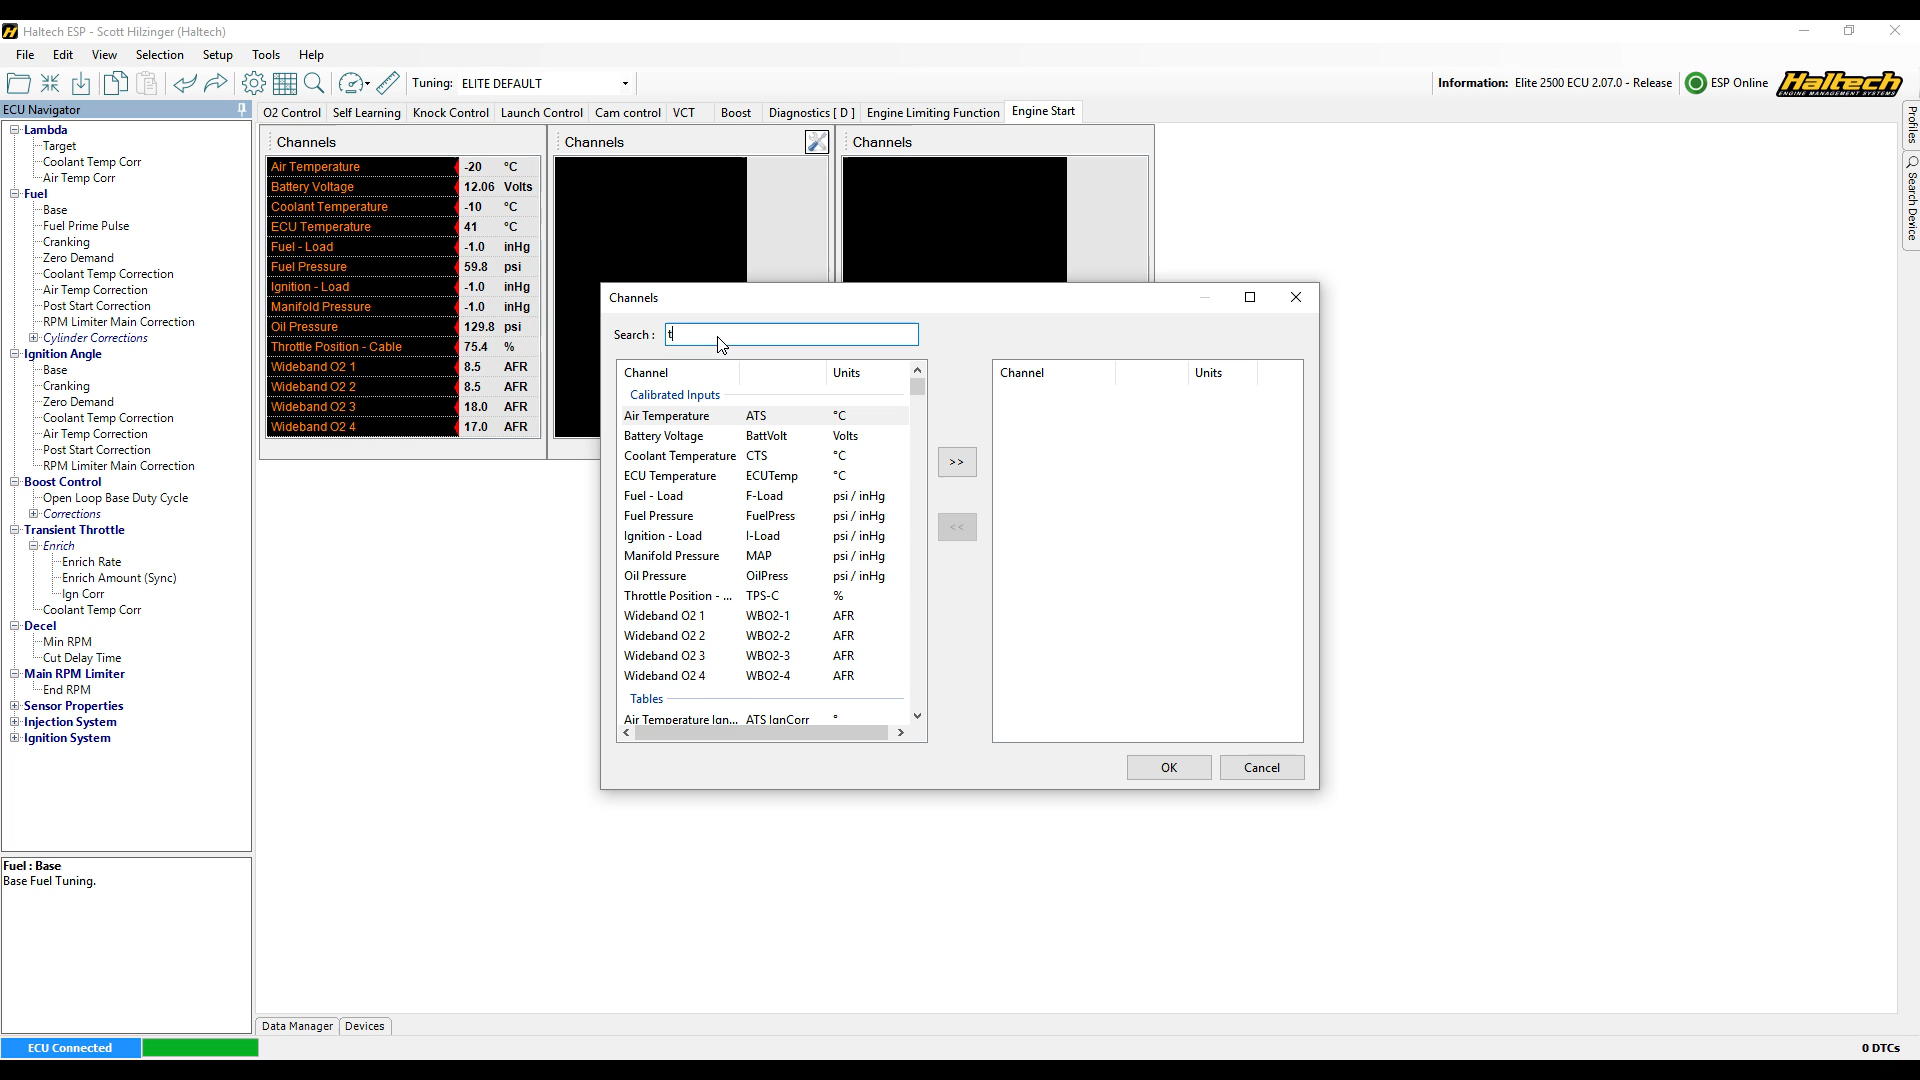 Haltech ESP - Scott Hilzinger (Haltech)
File Edit View Selection Setup Tools Help
Tuning: ELITE DEFAULT
Information: Elite 2500 ECU 2.07.0 - Release ESP Online Haltech
ENGINE MANAGEMENT SYSTEMS
ECU Navigator
O2 Control Self Learning Knock Control Launch Control Cam control VCT Boost Diagnostics [ D ] Engine Limiting Function Engine Start
Profiles
Search Device
Lambda
Target
Coolant Temp Corr
Air Temp Corr
Fuel
Base
Fuel Prime Pulse
Cranking
Zero Demand
Coolant Temp Correction
Air Temp Correction
Post Start Correction
RPM Limiter Main Correction
Cylinder Corrections
Ignition Angle
Base
Cranking
Zero Demand
Coolant Temp Correction
Air Temp Correction
Post Start Correction
RPM Limiter Main Correction
Boost Control
Open Loop Base Duty Cycle
Corrections
Transient Throttle
Enrich
Enrich Rate
Enrich Amount (Sync)
Ign Corr
Coolant Temp Corr
Decel
Min RPM
Cut Delay Time
Main RPM Limiter
End RPM
Sensor Properties
Injection System
Ignition System
Fuel : Base
Base Fuel Tuning.
Channels
Air Temperature -20 °C
Battery Voltage 12.06 Volts
Coolant Temperature -10 °C
ECU Temperature 41 °C
Fuel - Load -1.0 inHg
Fuel Pressure 59.8 psi
Ignition - Load -1.0 inHg
Manifold Pressure -1.0 inHg
Oil Pressure 129.8 psi
Throttle Position - Cable 75.4 %
Wideband O2 1 8.5 AFR
Wideband O2 2 8.5 AFR
Wideband O2 3 18.0 AFR
Wideband O2 4 17.0 AFR
Channels
Channels
Channels
Search : t
Channel Units
Calibrated Inputs
Air Temperature ATS °C
Battery Voltage BattVolt Volts
Coolant Temperature CTS °C
ECU Temperature ECUTemp °C
Fuel - Load F-Load psi / inHg
Fuel Pressure FuelPress psi / inHg
Ignition - Load I-Load psi / inHg
Manifold Pressure MAP psi / inHg
Oil Pressure OilPress psi / inHg
Throttle Position - ... TPS-C %
Wideband O2 1 WBO2-1 AFR
Wideband O2 2 WBO2-2 AFR
Wideband O2 3 WBO2-3 AFR
Wideband O2 4 WBO2-4 AFR
Tables
Air Temperature Ign... ATS IgnCorr °
>>
<<
Channel Units
OK Cancel
Data Manager Devices
ECU Connected
0 DTCs